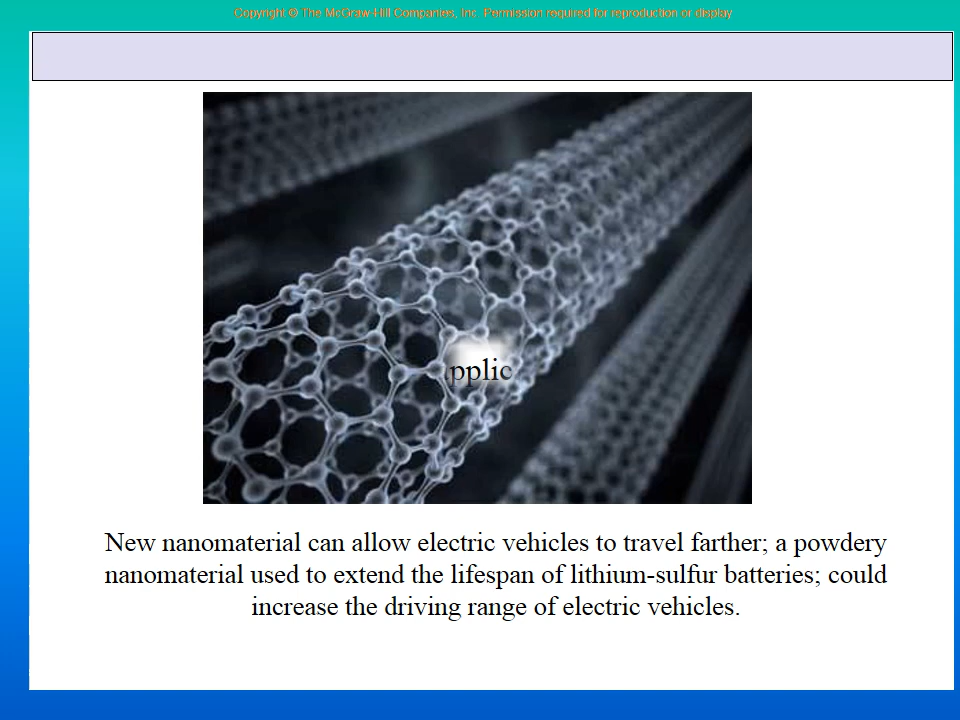 Copyright © The McGraw-Hill Companies, Inc. Permission required for reproduction or display
pplic
New nanomaterial can allow electric vehicles to travel farther; a powdery
nanomaterial used to extend the lifespan of lithium-sulfur batteries; could
increase the driving range of electric vehicles.